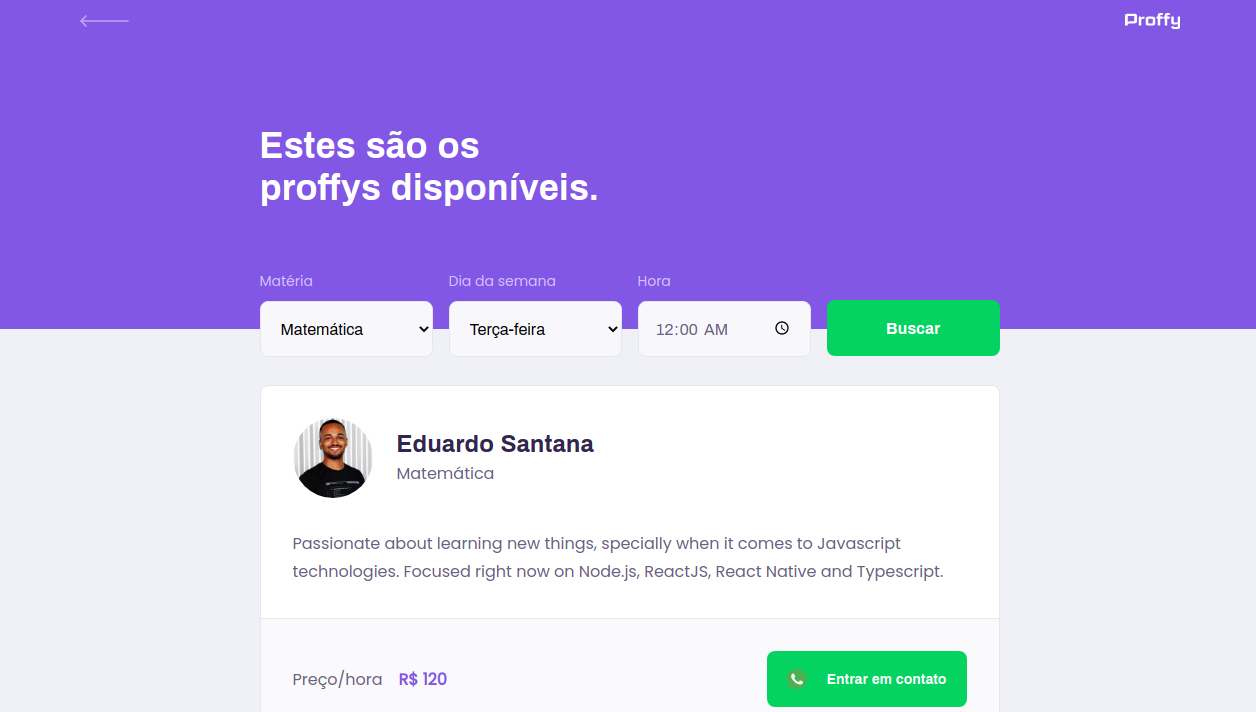 Proffy
Estes são os
proffys disponíveis.
Matéria
Dia da semana
Hora
Matemática
Terça-feira
12:00 AM
Buscar
Eduardo Santana
Matemática
Passionate about learning new things, specially when it comes to Javascript
technologies. Focused right now on Node.js, ReactJS, React Native and Typescript.
Preço/hora R$ 120
Entrar em contato